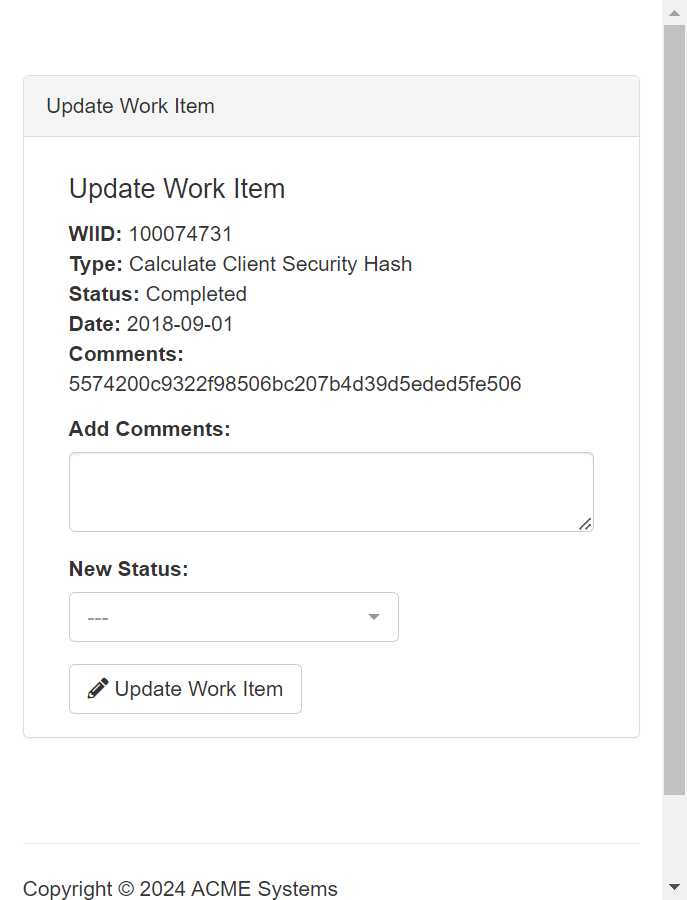 Update Work Item
Update Work Item
WIID: 100074731
Type: Calculate Client Security Hash
Status: Completed
Date: 2018-09-01
Comments:
5574200c9322f98506bc207b4d39d5eded5fe506
Add Comments:
New Status:
---
Update Work Item
Copyright © 2024 ACME Systems